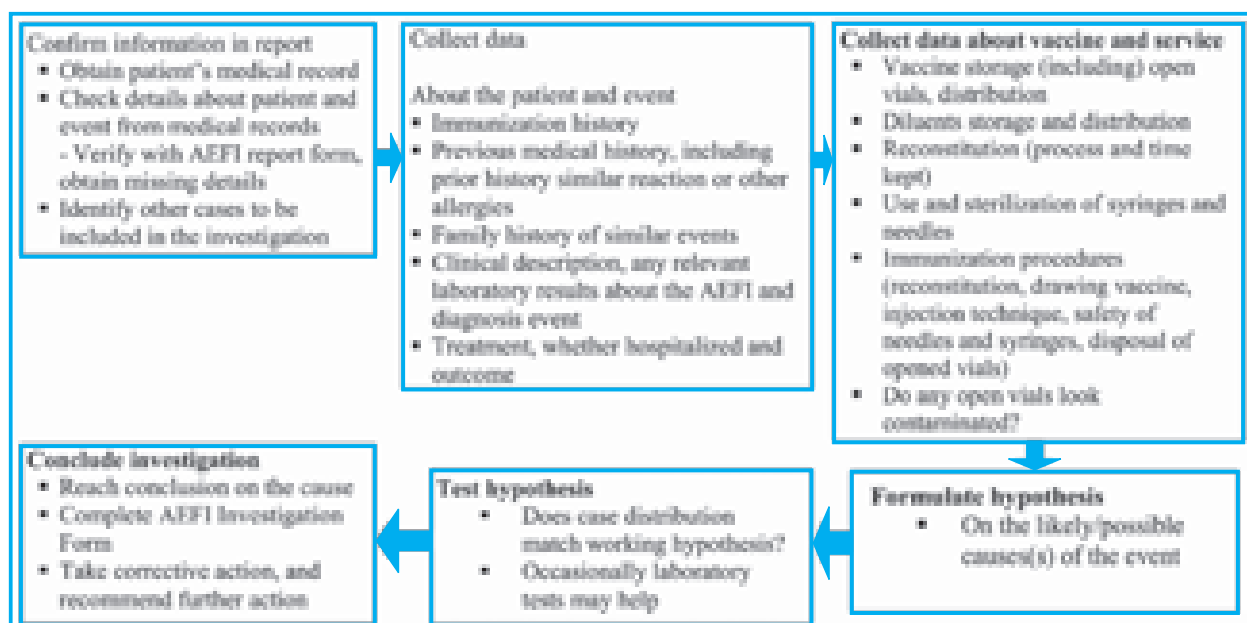 Confirm information in report
▪ Obtain patient's medical record
▪ Check details about patient and
event from medical records
- Verify with AEFI report form,
obtain missing details
▪ Identify other cases to be
included in the investigation
Collect data
About the patient and event
▪ Immunization history
▪ Previous medical history, including
prior history similar reaction or other
allergies
▪ Family history of similar events
▪ Clinical description, any relevant
laboratory results about the AEFI and
diagnosis event
▪ Treatment, whether hospitalized and
outcome
Collect data about vaccine and service
▪ Vaccine storage (including) open
vials, distribution
▪ Diluents storage and distribution
▪ Reconstitution (process and time
kept)
▪ Use and sterilization of syringes and
needles
▪ Immunization procedures
(reconstitution, drawing vaccine,
injection technique, safety of
needles and syringes, disposal of
opened vials)
▪ Do any open vials look
contaminated?
Formulate hypothesis
▪ On the likely/possible
causes(s) of the event
Test hypothesis
▪ Does case distribution
match working hypothesis?
▪ Occasionally laboratory
tests may help
Conclude investigation
▪ Reach conclusion on the cause
▪ Complete AEFI Investigation
Form
▪ Take corrective action, and
recommend further action